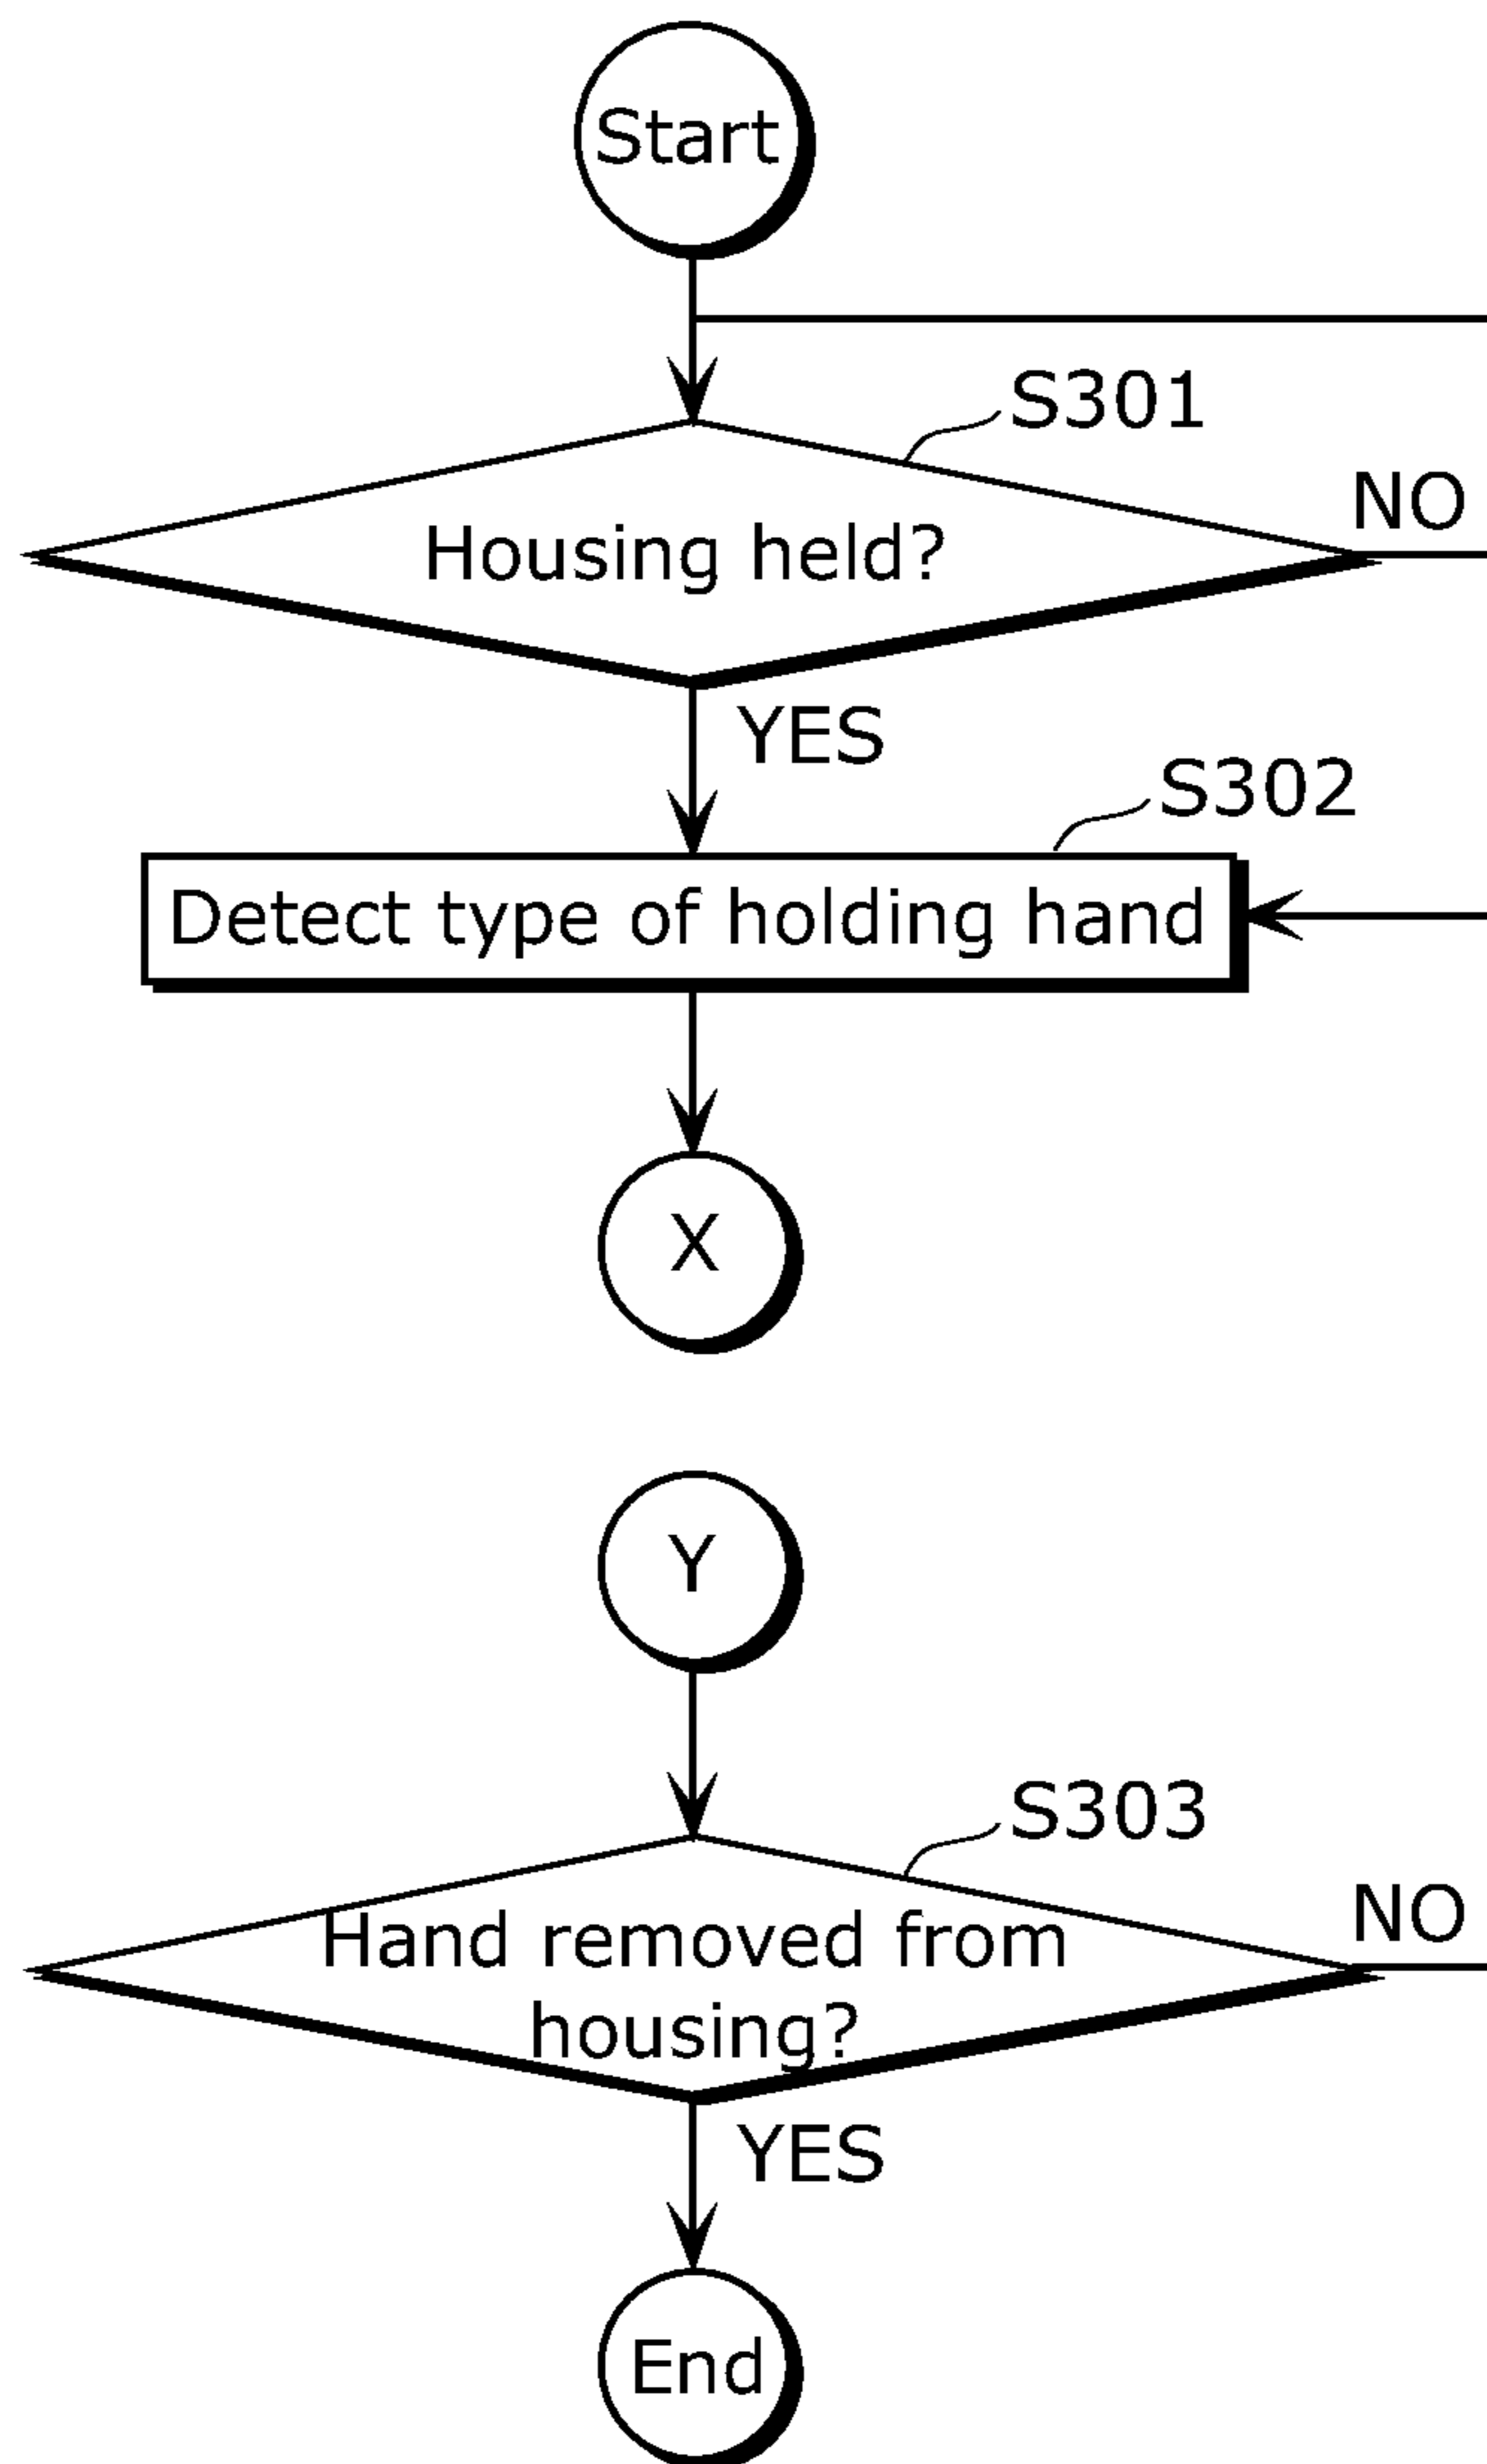 Start
S301
NO
Housing held?
YES
S302
Detect type of holding hand
X
Y
S303
NO
Hand removed from
housing?
YES
End